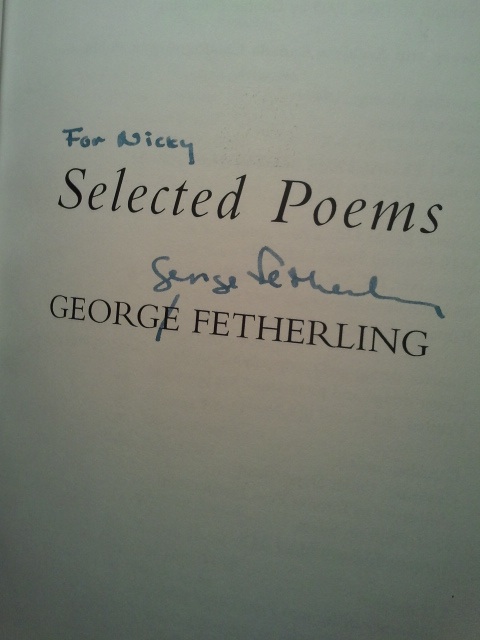 For Nicky
Selected Poems
George Fetherling
GEORGE FETHERLING